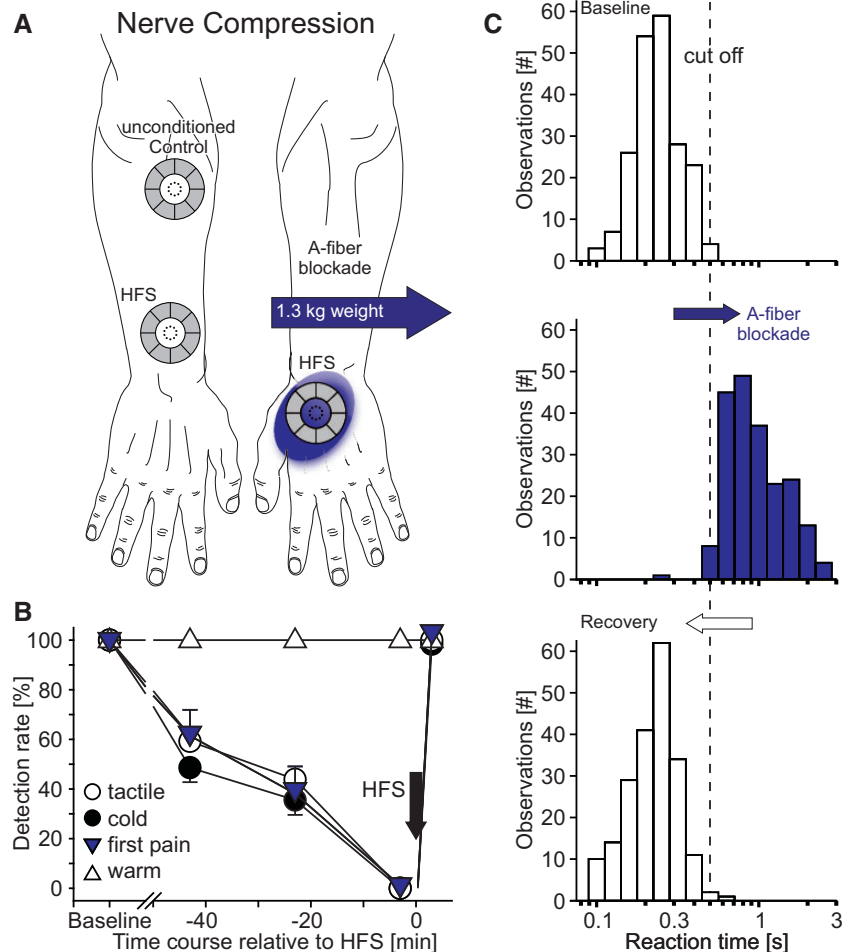 A
Nerve Compression
unconditioned
Control
HFS
A-fiber
blockade
1.3 kg weight
HFS
B
Detection rate [%]
100
80
60
40
20
0
tactile
cold
first pain
warm
HFS
Baseline
-40
-20
0
Time course relative to HFS [min]
C
Baseline
cut off
Observations [#]
60
50
40
30
20
10
0
A-fiber
blockade
Observations [#]
60
50
40
30
20
10
0
Recovery
Observations [#]
60
50
40
30
20
10
0
0.1
0.3
1
3
Reaction time [s]